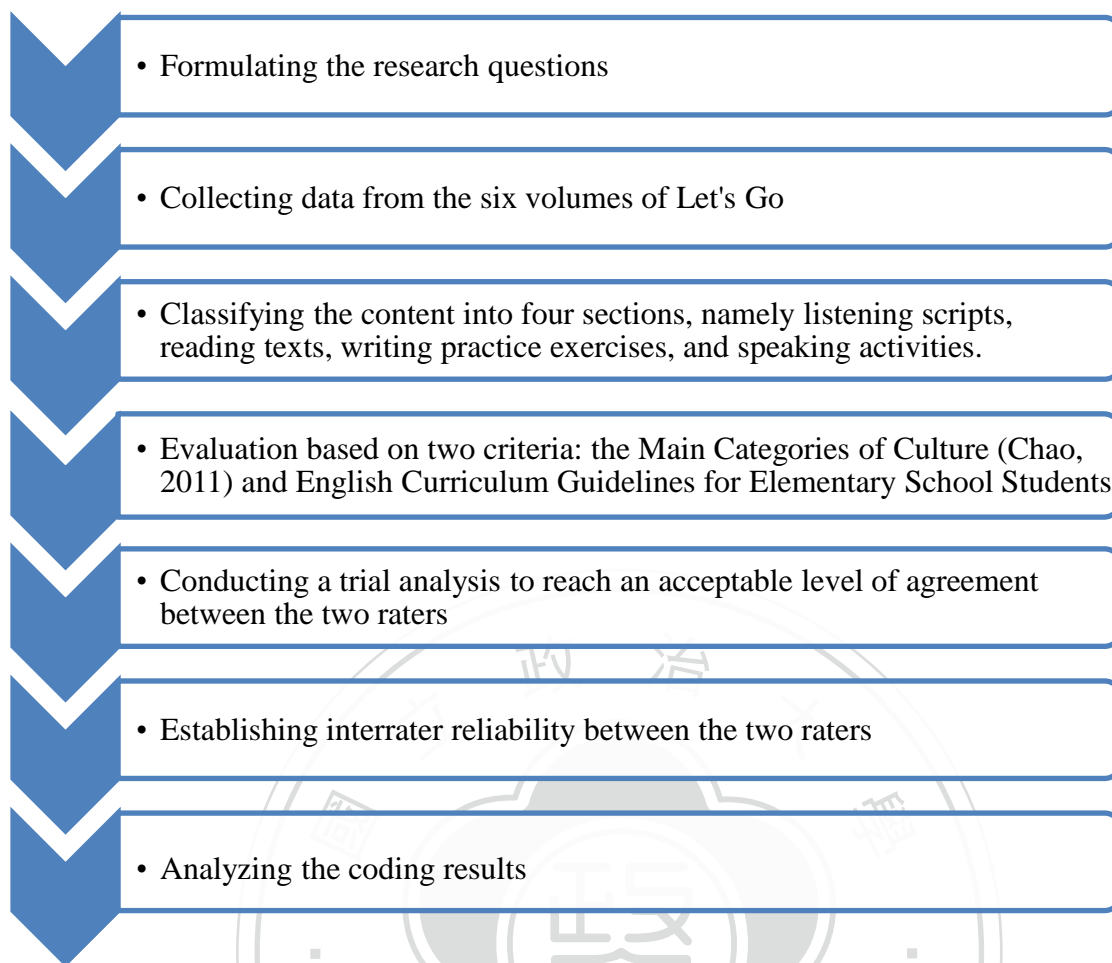 • Formulating the research questions
• Collecting data from the six volumes of Let's Go
• Classifying the content into four sections, namely listening scripts,
reading texts, writing practice exercises, and speaking activities.
• Evaluation based on two criteria: the Main Categories of Culture (Chao,
2011) and English Curriculum Guidelines for Elementary School Students
• Conducting a trial analysis to reach an acceptable level of agreement
between the two raters
• Establishing interrater reliability between the two raters
• Analyzing the coding results